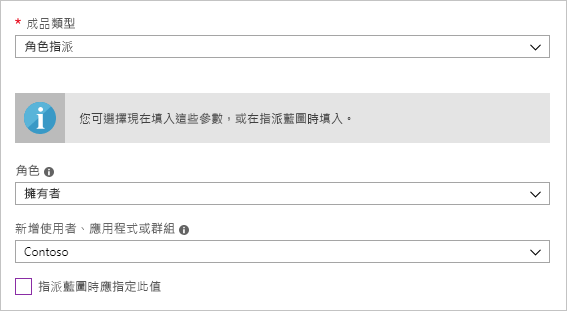 * 成品類型
角色指派
您可選擇現在填入這些參數，或在指派藍圖時填入。
角色
擁有者
新增使用者、應用程式或群組
Contoso
指派藍圖時應指定此值